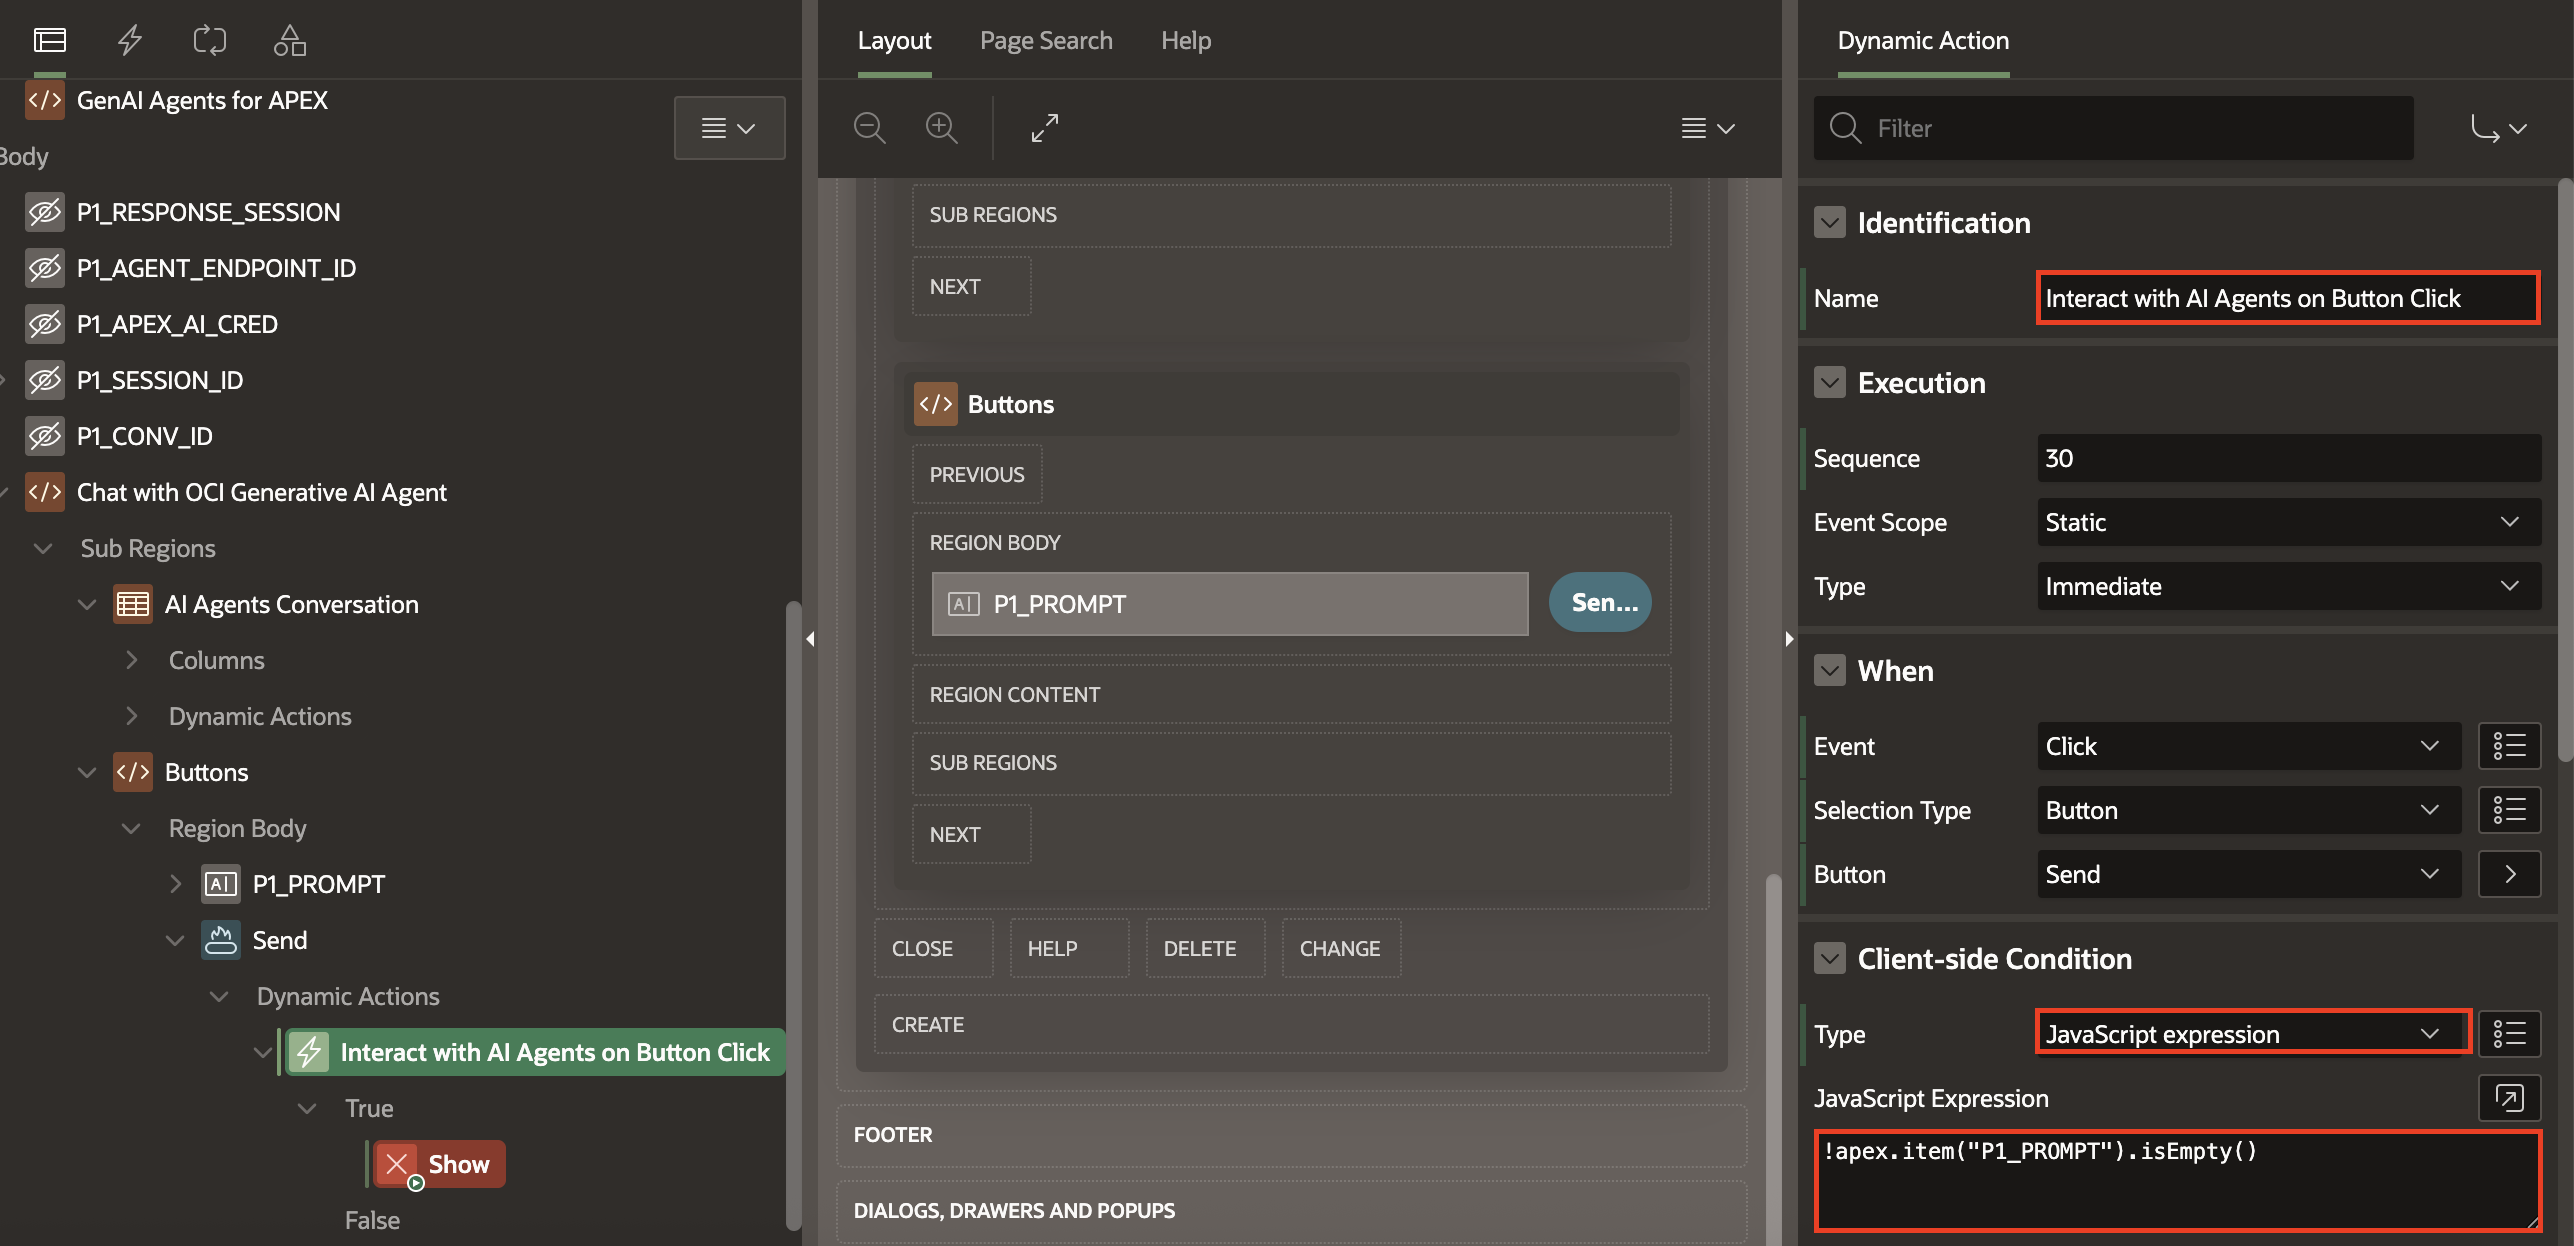 GenAI Agents for APEX
Body
P1_RESPONSE_SESSION
P1_AGENT_ENDPOINT_ID
P1_APEX_AI_CRED
P1_SESSION_ID
P1_CONV_ID
Chat with OCI Generative AI Agent
Sub Regions
AI Agents Conversation
Columns
Dynamic Actions
Buttons
Region Body
P1_PROMPT
Send
Dynamic Actions
Interact with AI Agents on Button Click
True
Show
False
Layout Page Search Help
SUB REGIONS
NEXT
Buttons
PREVIOUS
REGION BODY
P1_PROMPT Sen...
REGION CONTENT
SUB REGIONS
NEXT
CLOSE HELP DELETE CHANGE
CREATE
FOOTER
DIALOGS, DRAWERS AND POPUPS
Dynamic Action
Filter
Identification
Name Interact with AI Agents on Button Click
Execution
Sequence 30
Event Scope Static
Type Immediate
When
Event Click
Selection Type Button
Button Send
Client-side Condition
Type JavaScript expression
JavaScript Expression
!apex.item("P1_PROMPT").isEmpty()